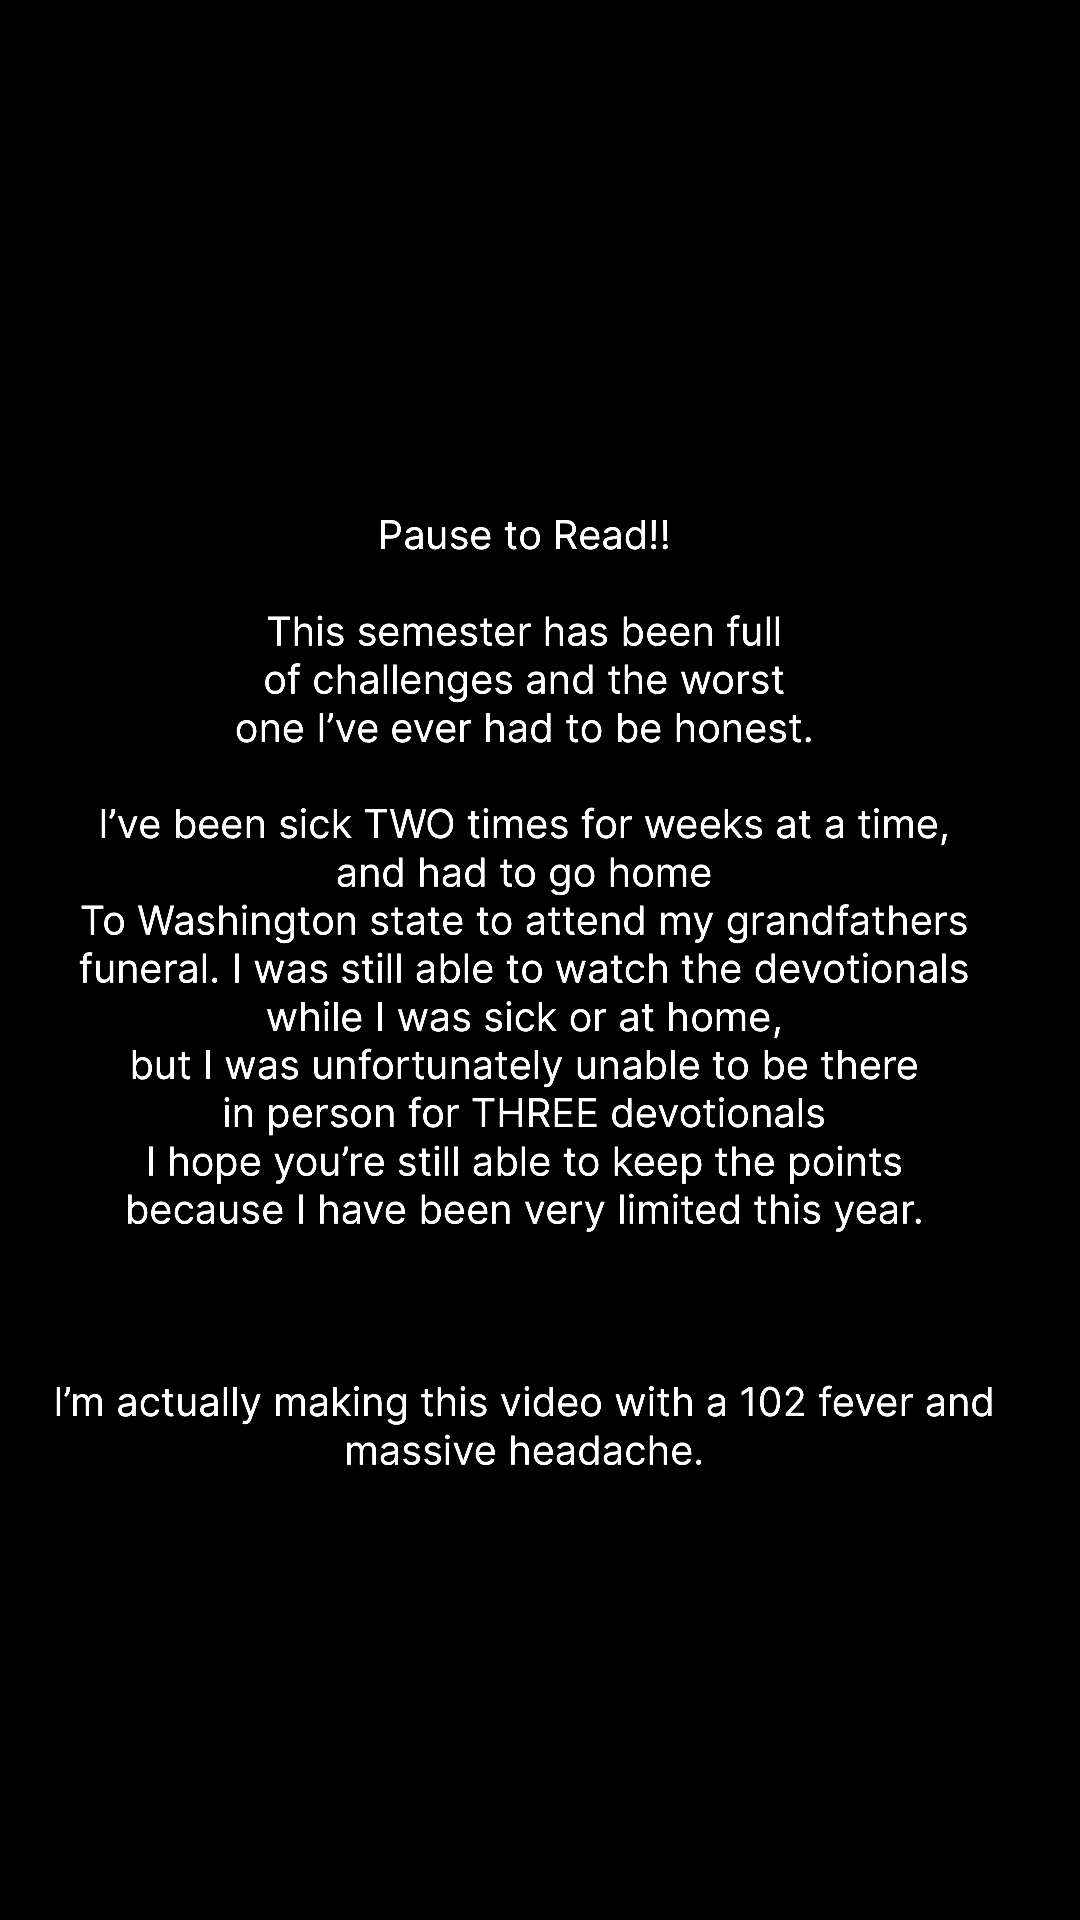 Pause to Read!!
This semester has been full
of challenges and the worst
one I’ve ever had to be honest.
I’ve been sick TWO times for weeks at a time,
and had to go home
To Washington state to attend my grandfathers
funeral. I was still able to watch the devotionals
while I was sick or at home,
but I was unfortunately unable to be there
in person for THREE devotionals
I hope you’re still able to keep the points
because I have been very limited this year.
I’m actually making this video with a 102 fever and
massive headache.